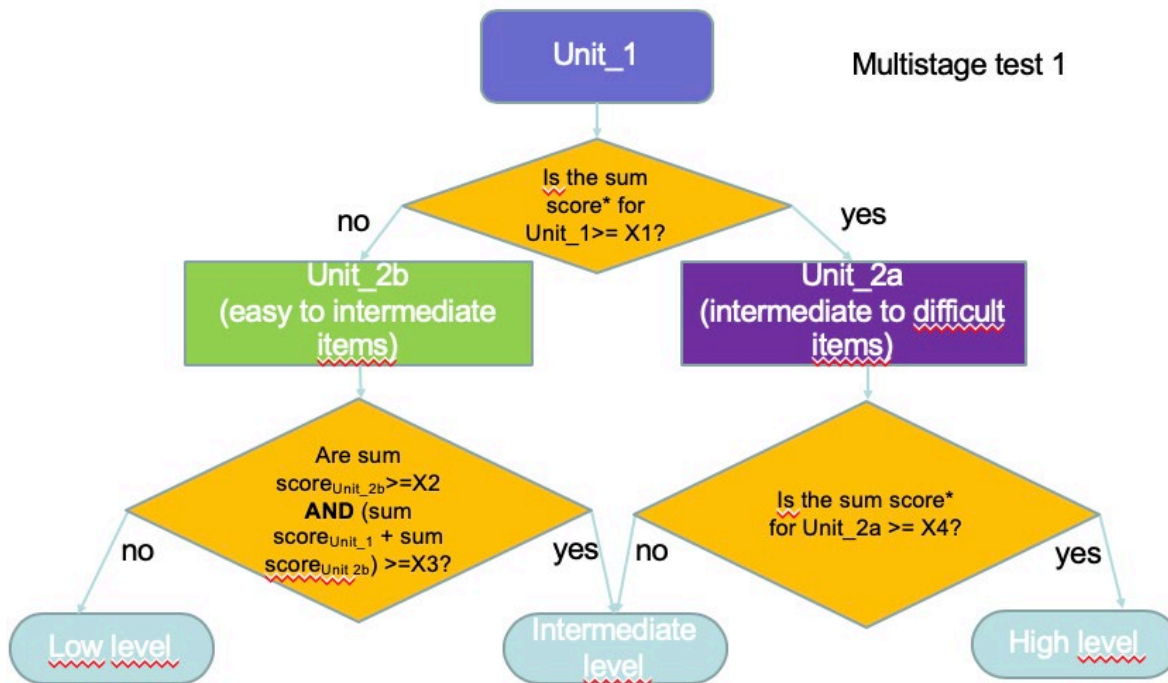 Unit_1
Multistage test 1
Is the sum
score* for
Unit_1>= X1?
no
yes
Unit_2b
(easy to intermediate
items)
Unit_2a
(intermediate to difficult
items)
Are sum
scoreUnit_2b>=X2
AND (sum
scoreUnit_1 + sum
scoreUnit 2b) >=X3?
Is the sum score*
for Unit_2a >= X4?
no
yes
no
yes
Low level
Intermediate
level
High level